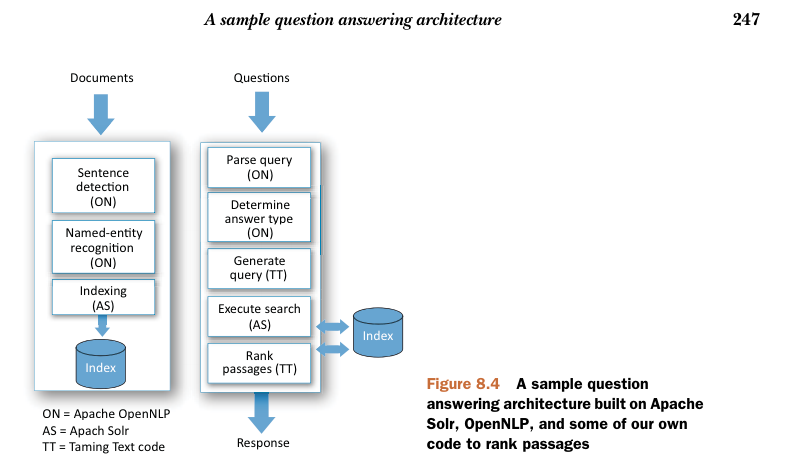 A sample question answering architecture
247
Documents
Sentence
detection
(ON)
Named-entity
recognition
(ON)
Indexing
(AS)
Index
ON = Apache OpenNLP
AS = Apach Solr
TT = Taming Text code
Questions
Parse query
(ON)
Determine
answer type
(ON)
Generate
query (TT)
Execute search
(AS)
Rank
passages (TT)
Index
Response
Figure 8.4 A sample question
answering architecture built on Apache
Solr, OpenNLP, and some of our own
code to rank passages